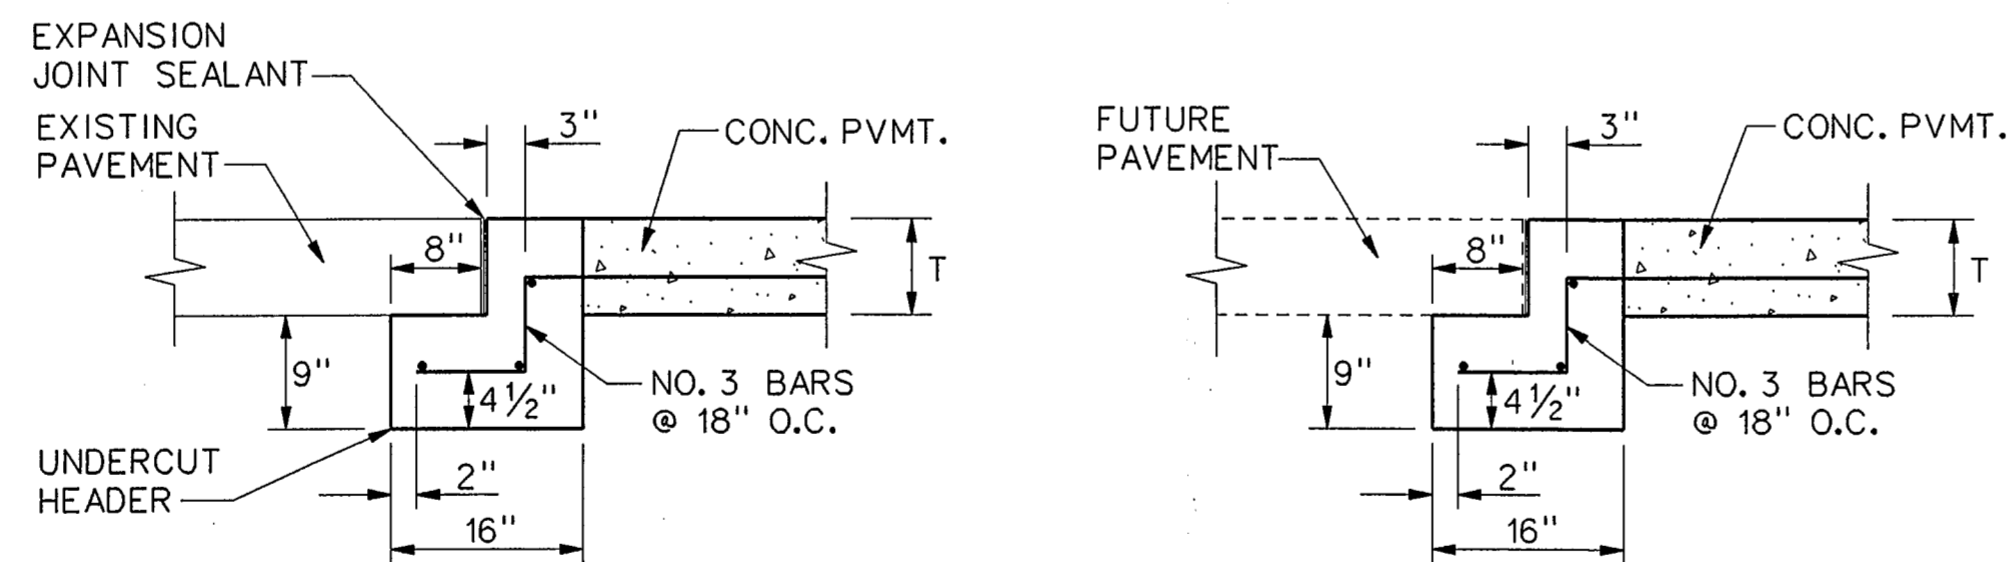 EXPANSION
JOINT SEALANT
EXISTING
PAVEMENT
3"
CONC. PVMT.
8"
T
9"
4 ½"
NO. 3 BARS
@ 18" O.C.
UNDERCUT
HEADER
2"
16"
FUTURE
PAVEMENT
3"
CONC. PVMT.
8"
T
9"
4 ½"
NO. 3 BARS
@ 18" O.C.
2"
16"